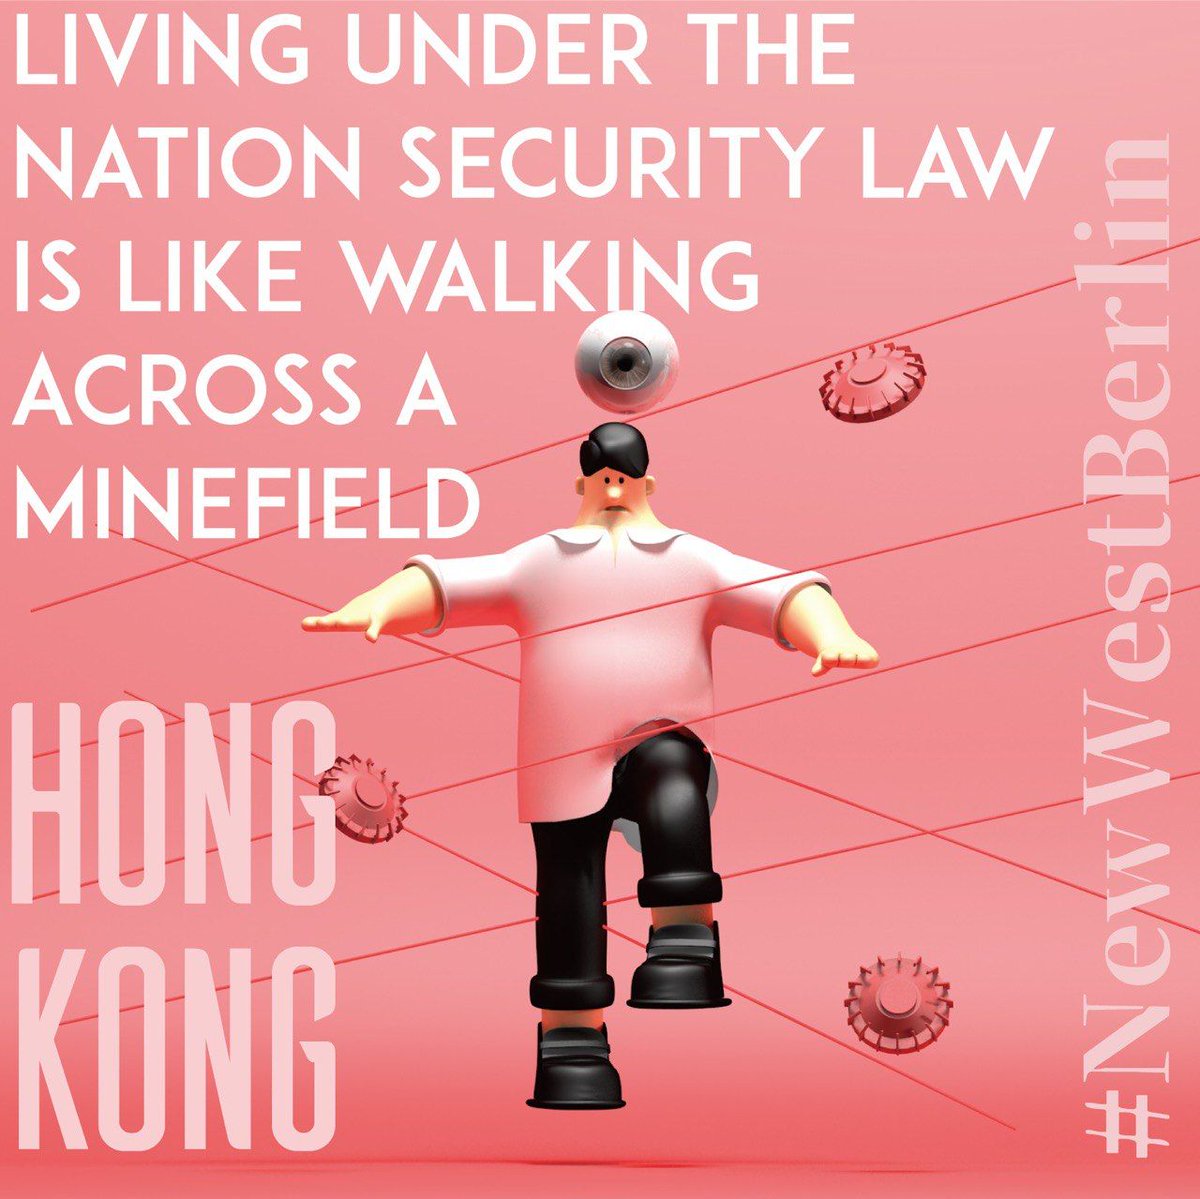 LIVING UNDER THE
NATION SECURITY LAW
IS LIKE WALKING
ACROSS A
MINEFIELD
HONG
KONG
#NewWestBerlin